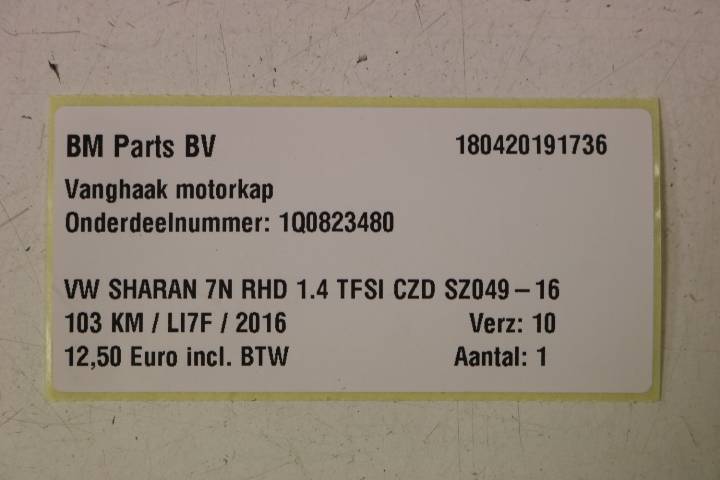 BM Parts BV 180420191736
Vanghaak motorkap
Onderdeelnummer: 1Q0823480
VW SHARAN 7N RHD 1.4 TFSI CZD SZ049-16
103 KM / LI7F / 2016 Verz: 10
12,50 Euro incl. BTW Aantal: 1